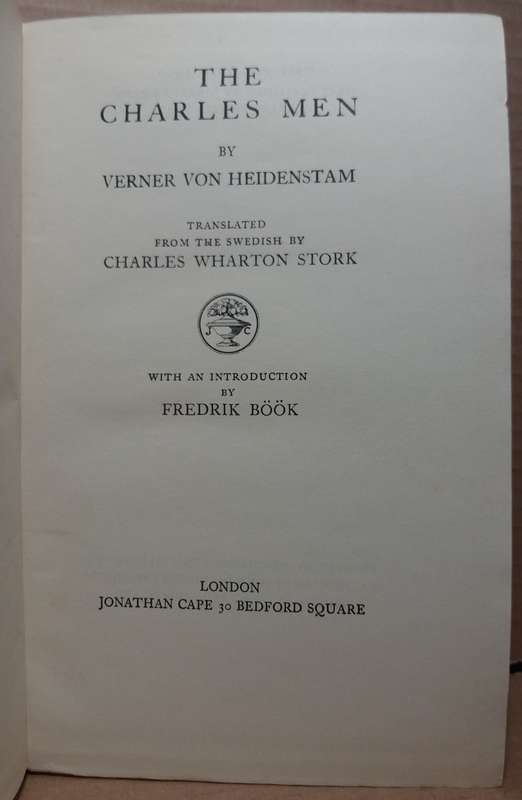 THE
CHARLES MEN
BY
VERNER VON HEIDENSTAM
TRANSLATED
FROM THE SWEDISH BY
CHARLES WHARTON STORK
J C
WITH AN INTRODUCTION
BY
FREDRIK BÖÖK
LONDON
JONATHAN CAPE 30 BEDFORD SQUARE